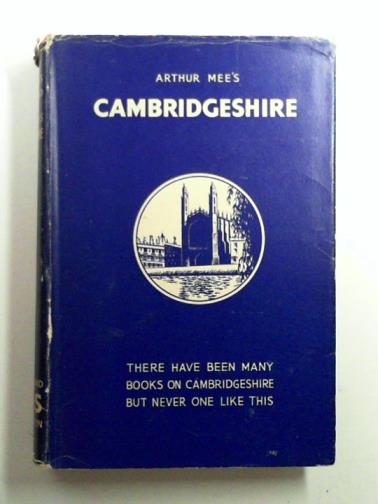 ARTHUR MEE'S
CAMBRIDGESHIRE
THERE HAVE BEEN MANY
BOOKS ON CAMBRIDGESHIRE
BUT NEVER ONE LIKE THIS